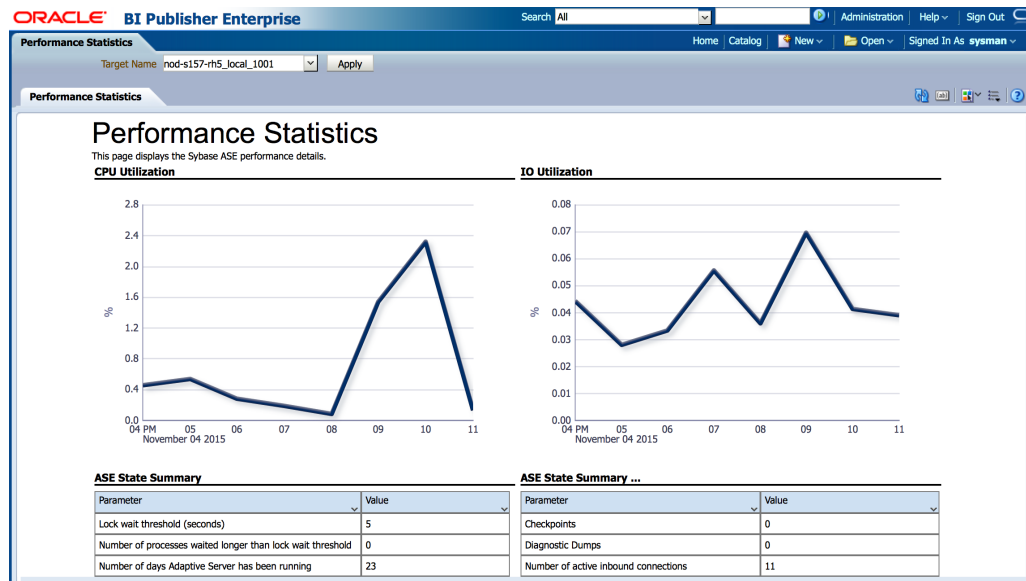 ORACLE BI Publisher Enterprise
Search All Administration Help Sign Out
Performance Statistics Home Catalog New Open Signed In As sysman
Target Name nod-s157-rh5_local_1001 Apply
Performance Statistics
Performance Statistics
This page displays the Sybase ASE performance details.
CPU Utilization
2.8
2.4
2.0
1.6
1.2
0.8
0.4
0.0
%
04 PM 05 06 07 08 09 10 11
November 04 2015
IO Utilization
0.08
0.07
0.06
0.05
0.04
0.03
0.02
0.01
0.00
%
04 PM 05 06 07 08 09 10 11
November 04 2015
ASE State Summary
Parameter Value
Lock wait threshold (seconds) 5
Number of processes waited longer than lock wait threshold 0
Number of days Adaptive Server has been running 23
ASE State Summary ...
Parameter Value
Checkpoints 0
Diagnostic Dumps 0
Number of active inbound connections 11